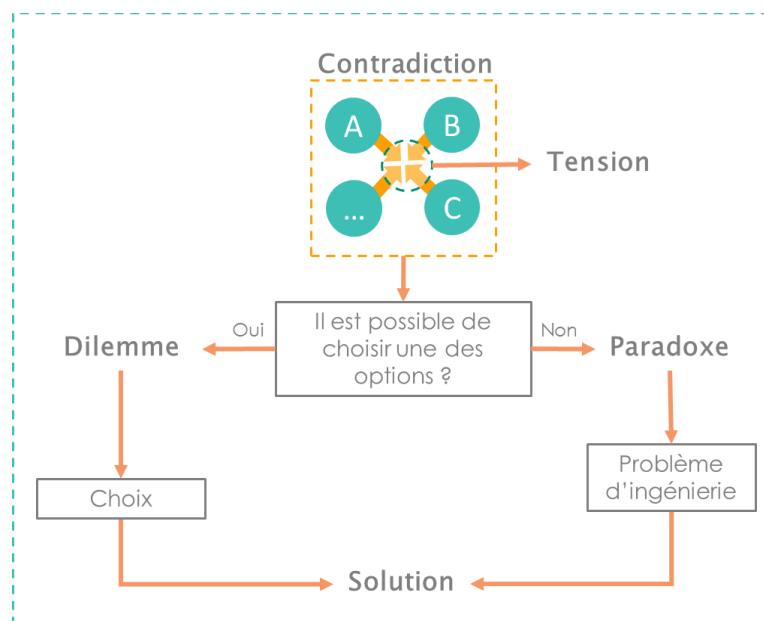 Contradiction
A
B
Tension
...
C
Oui
Il est possible de
choisir une des
options ?
Non
Dilemme
Paradoxe
Choix
Problème
d'ingénierie
Solution